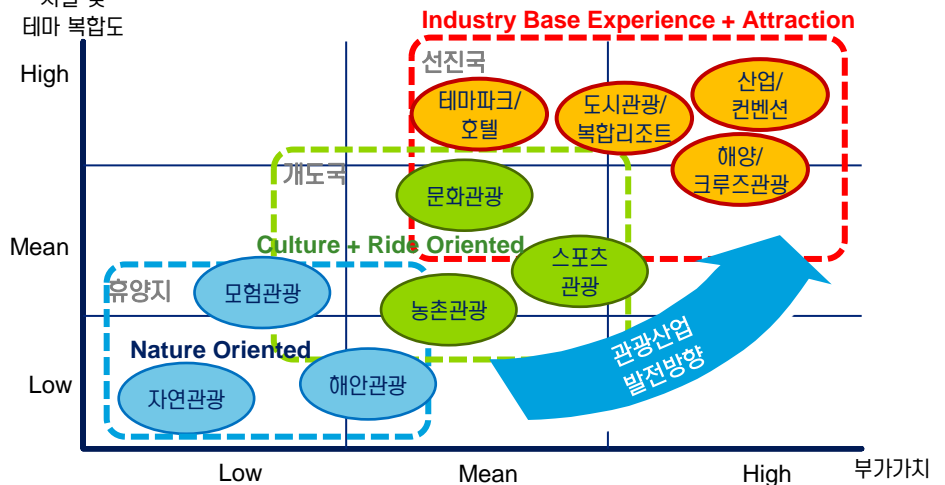 테마 복합도
Industry Base Experience + Attraction
High
선진국
테마파크/
호텔
도시관광/
복합리조트
산업/
컨벤션
해양/
크루즈관광
개도국
문화관광
Mean
Culture + Ride Oriented
스포츠
관광
휴양지
모험관광
농촌관광
Nature Oriented
관광산업
발전방향
Low
자연관광
해안관광
Low
Mean
High
부가가치